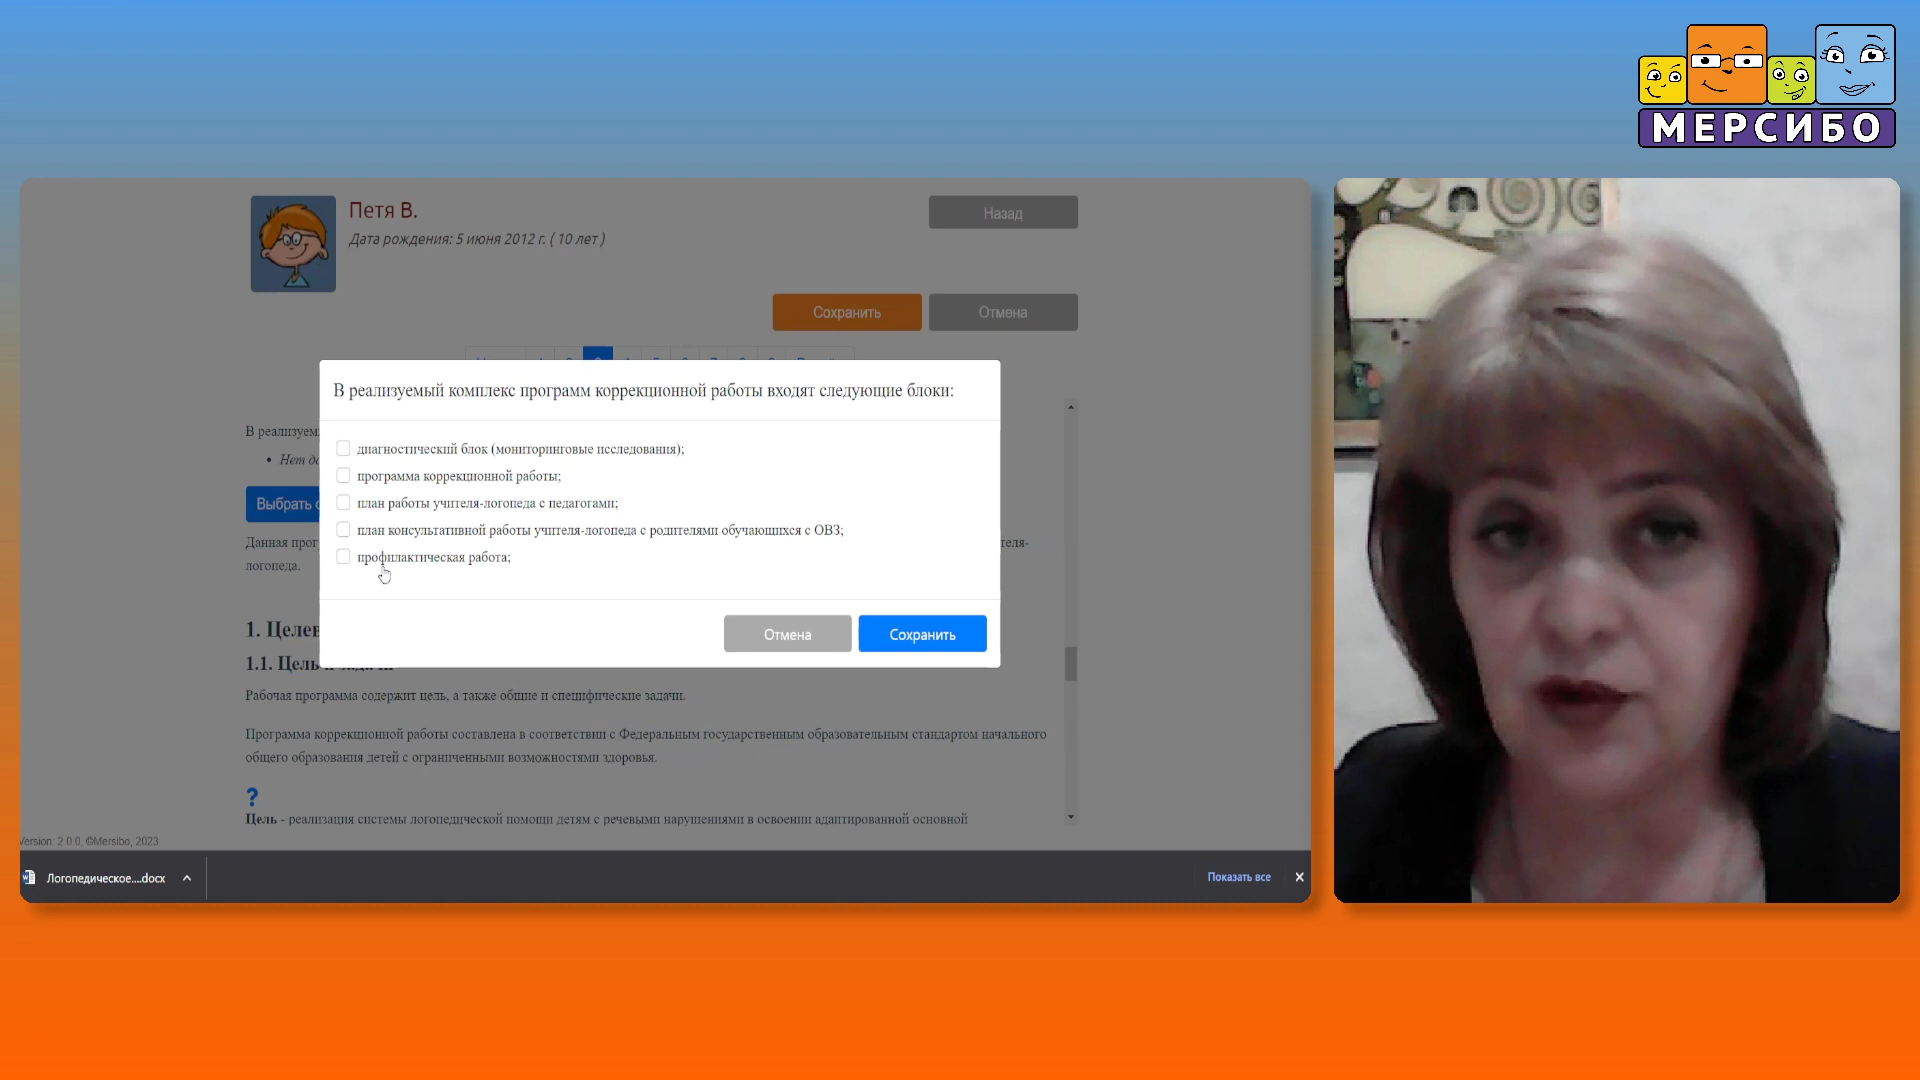 МЕРСИБО
Петя В.
Дата рождения: 5 июня 2012 г. ( 10 лет )
Назад
Сохранить
Отмена
В реализуемый комплекс программ коррекционной работы входят следующие блоки:
В реализуем
• Нет да
диагностический блок (мониторинговые исследования);
программа коррекционной работы;
план работы учителя-логопеда с педагогами;
план консультативной работы учителя-логопеда с родителями обучающихся с ОВЗ;
профилактическая работа;
Выбрать
Данная прог
теля-
логопеда.
Отмена
Сохранить
1. Целев
1.1. Цель и задачи
Рабочая программа содержит цель, а также общие и специфические задачи.
Программа коррекционной работы составлена в соответствии с Федеральным государственным образовательным стандартом начального
общего образования детей с ограниченными возможностями здоровья.
?
Цель - реализация системы логопедической помощи детям с речевыми нарушениями в освоении адаптированной основной
Version: 2.0.0, ©Mersibo, 2023
Логопедическое....docx
Показать все